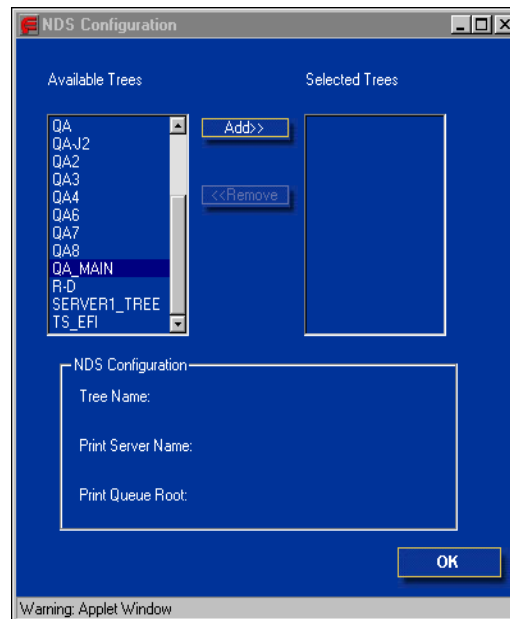 NDS Configuration
Available Trees
Selected Trees
QA
QA-J2
QA2
QA3
QA4
QA6
QA7
QA8
QA_MAIN
R-D
SERVER1_TREE
TS_EFI
Add>>
<<Remove
NDS Configuration
Tree Name:
Print Server Name:
Print Queue Root:
OK
Warning: Applet Window